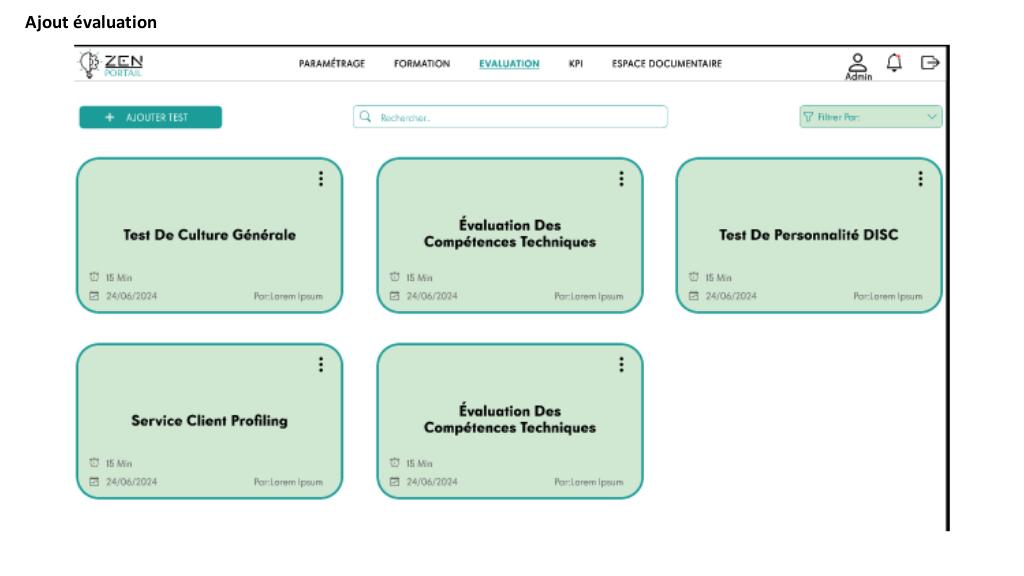 Ajout évaluation
ZEN
PORTAIL
PARAMÉTRAGE FORMATION EVALUATION KPI ESPACE DOCUMENTAIRE
Admin
+ AJOUTER TEST
Rechercher..
Filtrer Par:
Test De Culture Générale
15 Min
24/06/2024 Par:Lorem Ipsum
Évaluation Des
Compétences Techniques
15 Min
24/06/2024 Par:Lorem Ipsum
Test De Personnalité DISC
15 Min
24/06/2024 Par:Lorem Ipsum
Service Client Profiling
15 Min
24/06/2024 Par:Lorem Ipsum
Évaluation Des
Compétences Techniques
15 Min
24/06/2024 Par:Lorem Ipsum